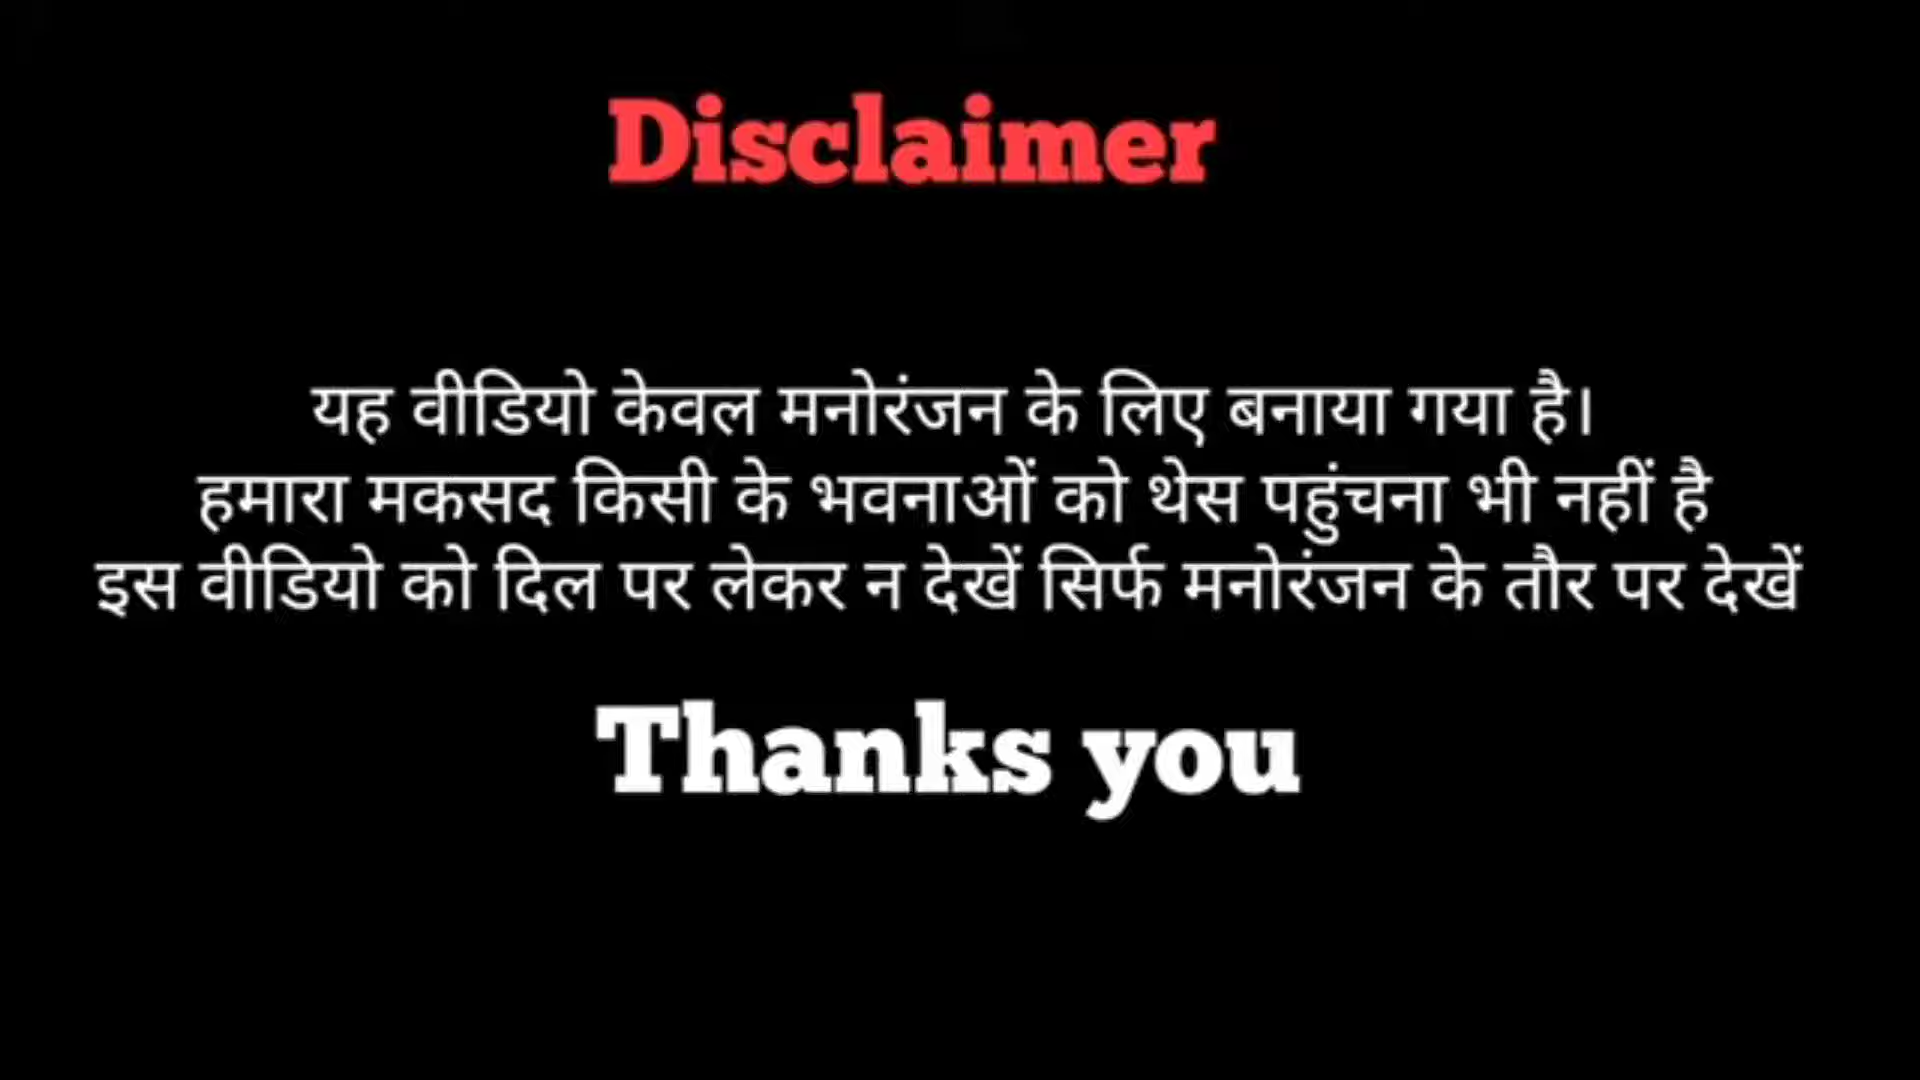 Disclaimer
यह वीडियो केवल मनोरंजन के लिए बनाया गया है।
हमारा मकसद किसी के भवनाओं को थेस पहुंचना भी नहीं है
इस वीडियो को दिल पर लेकर न देखें सिर्फ मनोरंजन के तौर पर देखें
Thanks you